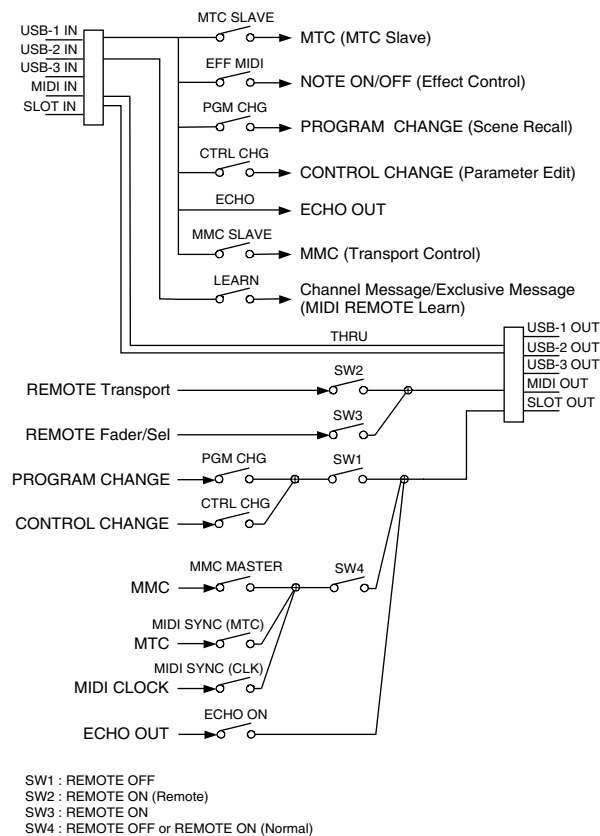 MTC SLAVE
USB-1 IN
MTC (MTC Slave)
USB-2 IN
USB-3 IN
EFF MIDI
NOTE ON/OFF (Effect Control)
MIDI IN
SLOT IN
PGM CHG
PROGRAM CHANGE (Scene Recall)
CTRL CHG
CONTROL CHANGE (Parameter Edit)
ECHO
ECHO OUT
MMC SLAVE
MMC (Transport Control)
LEARN
Channel Message/Exclusive Message
(MIDI REMOTE Learn)
THRU
USB-1 OUT
USB-2 OUT
USB-3 OUT
MIDI OUT
SLOT OUT
SW2
REMOTE Transport
SW3
REMOTE Fader/Sel
PGM CHG
SW1
PROGRAM CHANGE
CTRL CHG
CONTROL CHANGE
MMC MASTER
SW4
MMC
MIDI SYNC (MTC)
MTC
MIDI SYNC (CLK)
MIDI CLOCK
ECHO ON
ECHO OUT
SW1 : REMOTE OFF
SW2 : REMOTE ON (Remote)
SW3 : REMOTE ON
SW4 : REMOTE OFF or REMOTE ON (Normal)